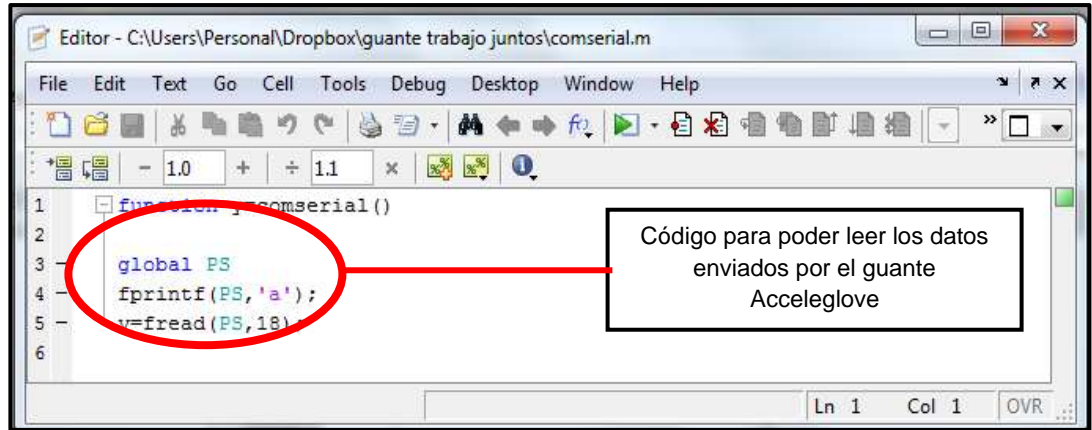 Editor - C:\Users\Personal\Dropbox\guante trabajo juntos\comserial.m
File Edit Text Go Cell Tools Debug Desktop Window Help
- 1.0 + ÷ 1.1 ×
1 function =comserial()
2
3 - global PS
4 - fprintf(PS,'a');
5 - =fread(PS,18);
6
Código para poder leer los datos
enviados por el guante
Acceleglove
Ln 1 Col 1 OVR